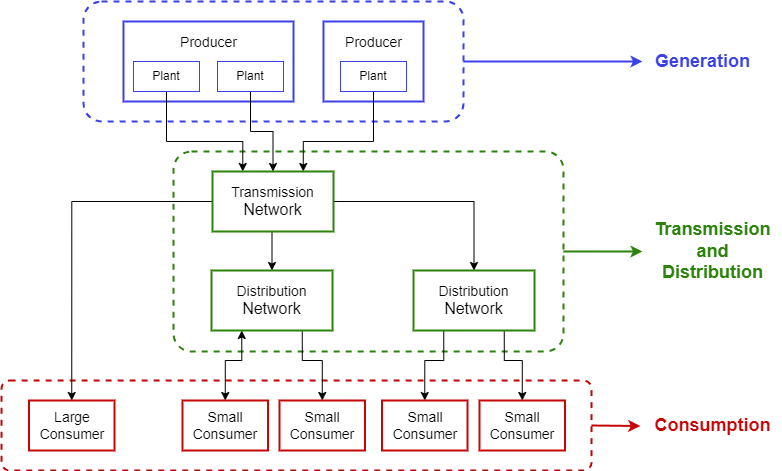 Producer
Plant
Plant
Producer
Plant
Generation
Transmission
Network
Transmission
and
Distribution
Distribution
Network
Distribution
Network
Large
Consumer
Small
Consumer
Small
Consumer
Small
Consumer
Small
Consumer
Consumption